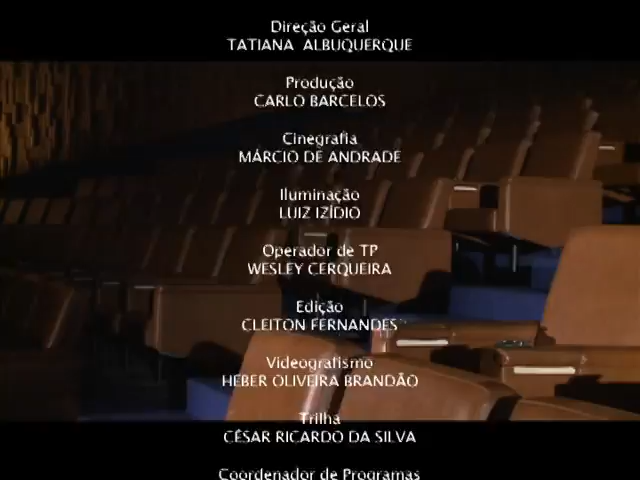 Direção Geral
TATIANA ALBUQUERQUE
Produção
CARLO BARCELOS
Cinegrafia
MÁRCIO DE ANDRADE
Iluminação
LUIZ IZÍDIO
Operador de TP
WESLEY CERQUEIRA
Edição
CLEITON FERNANDES
Videografismo
HEBER OLIVEIRA BRANDÃO
Trilha
CÉSAR RICARDO DA SILVA
Coordenador de Programas